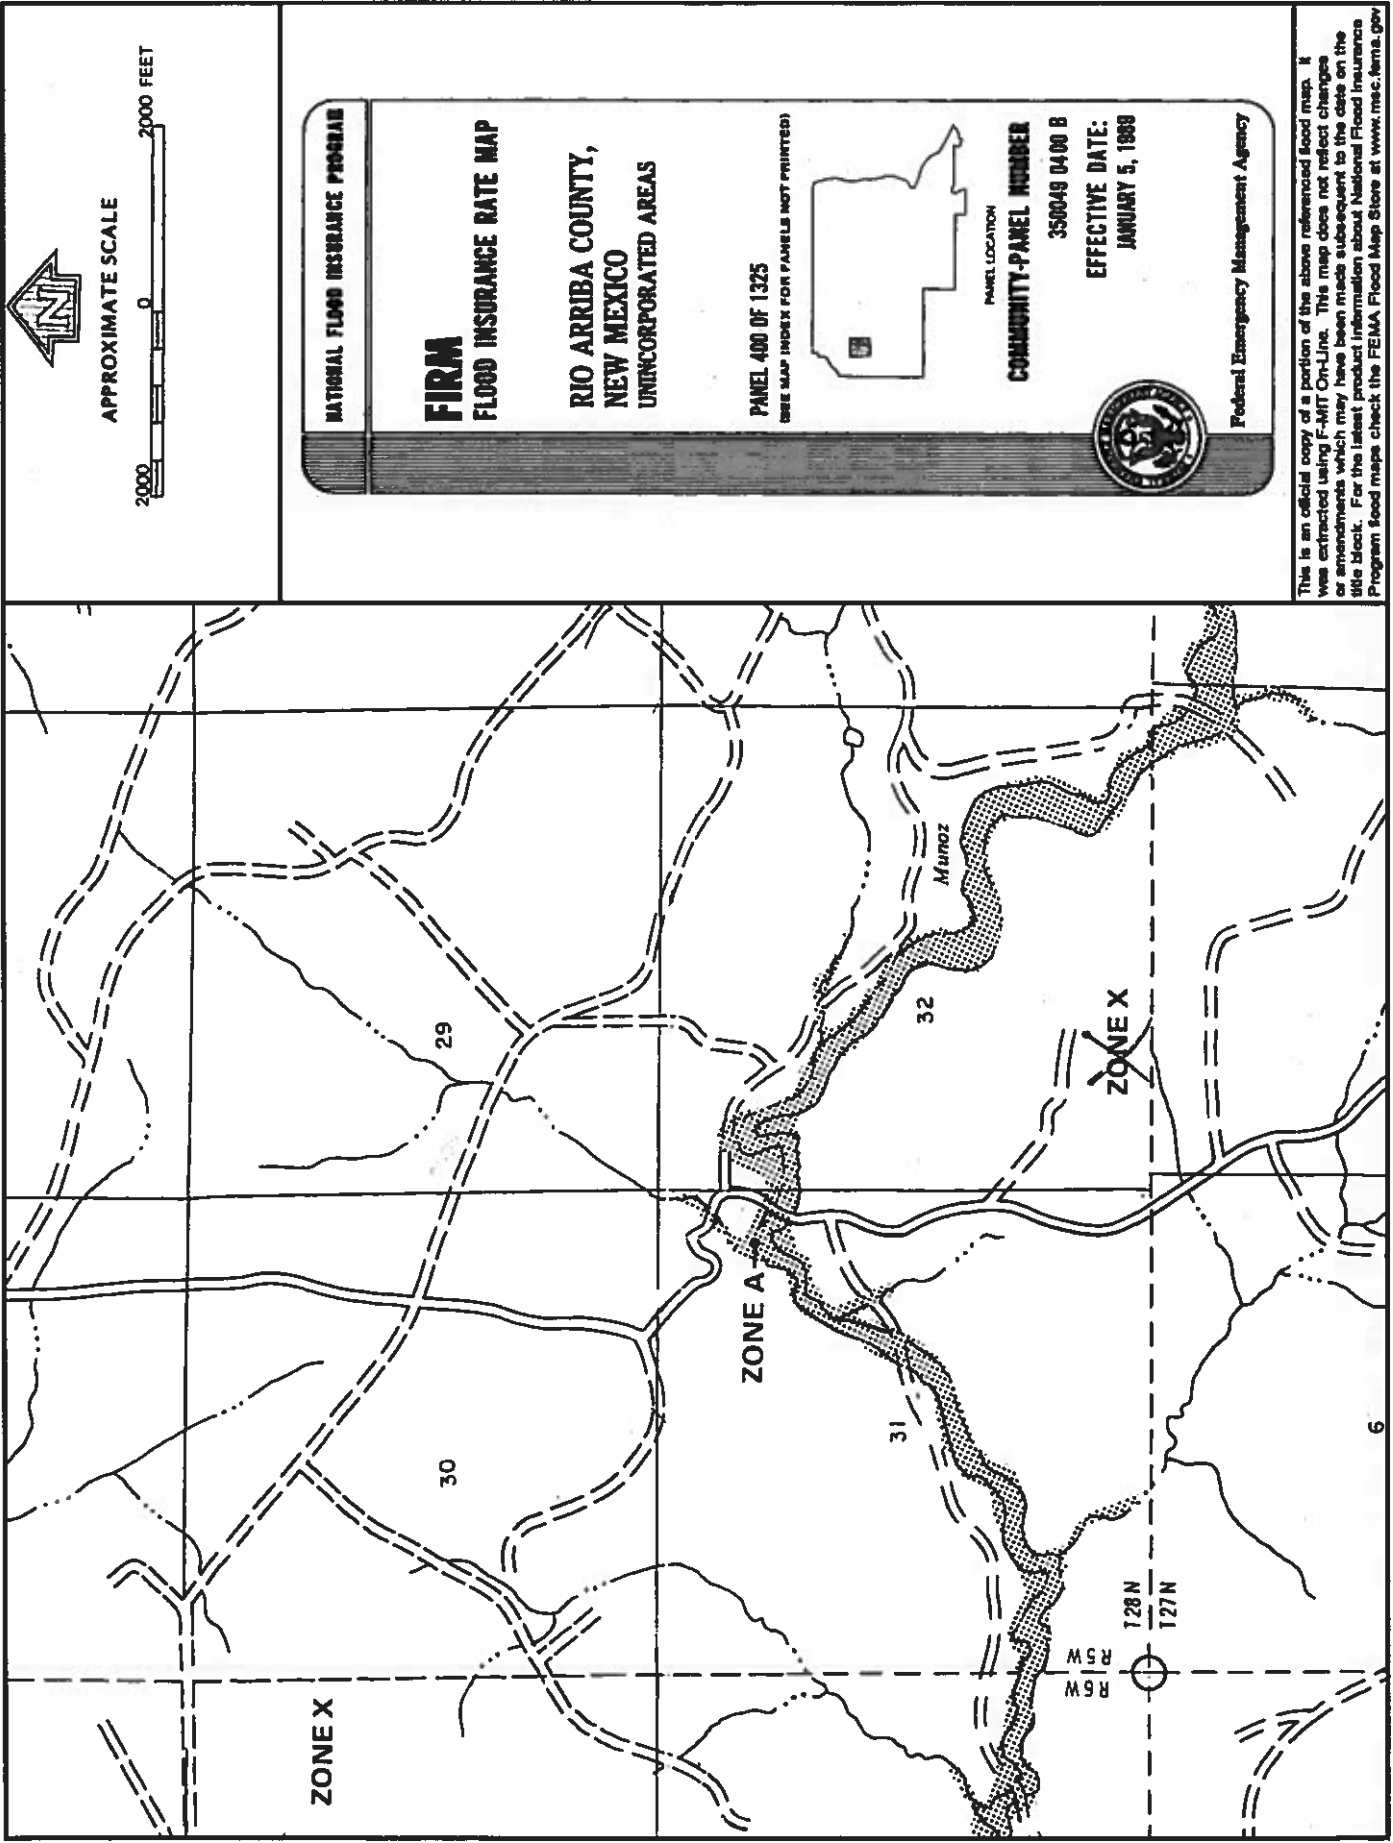 APPROXIMATE SCALE
2000 0 2000 FEET
N
NATIONAL FLOOD INSURANCE PROGRAM
FIRM
FLOOD INSURANCE RATE MAP
RIO ARRIBA COUNTY,
NEW MEXICO
UNINCORPORATED AREAS
PANEL 400 OF 1325
(SEE MAP INDEX FOR PANELS NOT PRINTED)
PANEL LOCATION
COMMUNITY-PANEL NUMBER
350049 0400 B
EFFECTIVE DATE:
JANUARY 5, 1989
Federal Emergency Management Agency
This is an official copy of a portion of the above referenced flood map. It
was extracted using F-MIT On-Line. This map does not reflect changes
or amendments which may have been made subsequent to the date on the
title block. For the latest product information about National Flood Insurance
Program flood maps check the FEMA Flood Map Store at www.msc.fema.gov
29
Munoz
32
ZONE X
ZONE A
30
31
6
ZONE X
T28N
T27N
R5W
R6W